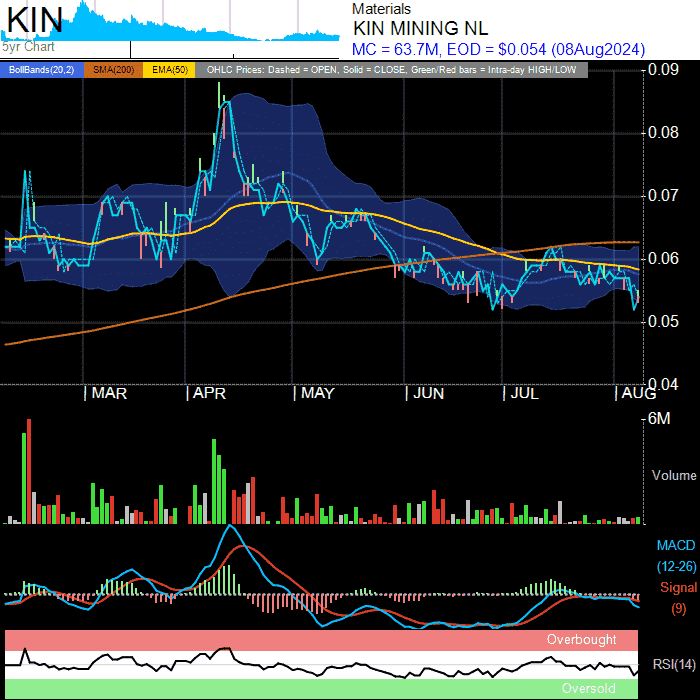 KIN
5yr Chart
Materials
KIN MINING NL
MC = 63.7M, EOD = $0.054 (08Aug2024)
BollBands(20,2) SMA(200) EMA(50) OHLC Prices: Dashed = OPEN, Solid = CLOSE, Green/Red bars = Intra-day HIGH/LOW
0.09
0.08
0.07
0.06
0.05
0.04
| MAR | APR | MAY | JUN | JUL | AUG
6M
Volume
MACD
(12-26)
Signal
(9)
Overbought
RSI(14)
Oversold